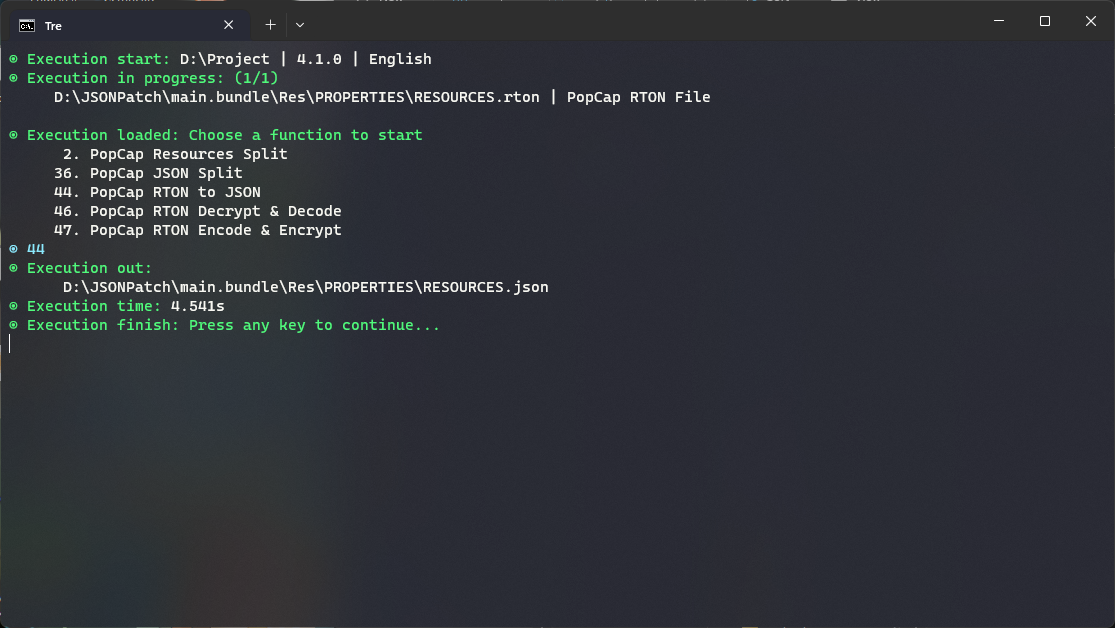 Tre
Execution start: D:\Project | 4.1.0 | English
Execution in progress: (1/1)
D:\JSONPatch\main.bundle\Res\PROPERTIES\RESOURCES.rton | PopCap RTON File
Execution loaded: Choose a function to start
2. PopCap Resources Split
36. PopCap JSON Split
44. PopCap RTON to JSON
46. PopCap RTON Decrypt & Decode
47. PopCap RTON Encode & Encrypt
44
Execution out:
D:\JSONPatch\main.bundle\Res\PROPERTIES\RESOURCES.json
Execution time: 4.541s
Execution finish: Press any key to continue...